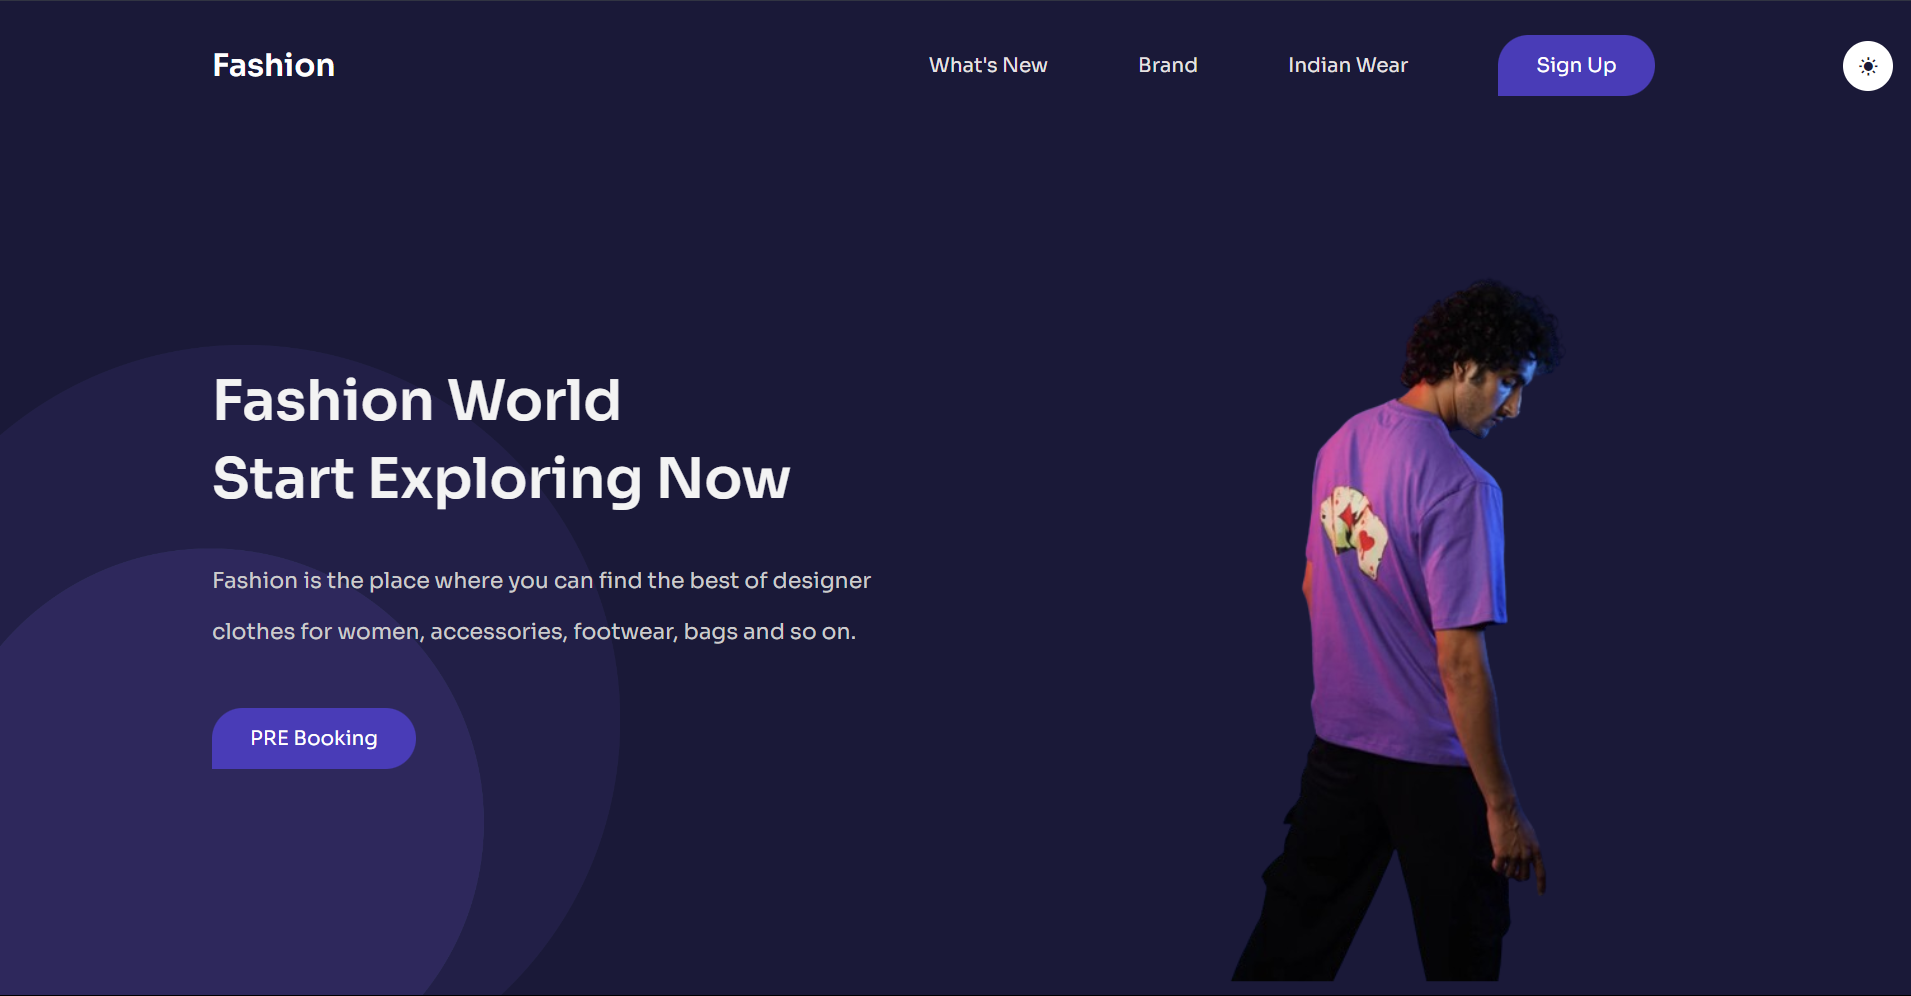 Fashion
What's New
Brand
Indian Wear
Sign Up
Fashion World
Start Exploring Now
Fashion is the place where you can find the best of designer
clothes for women, accessories, footwear, bags and so on.
PRE Booking